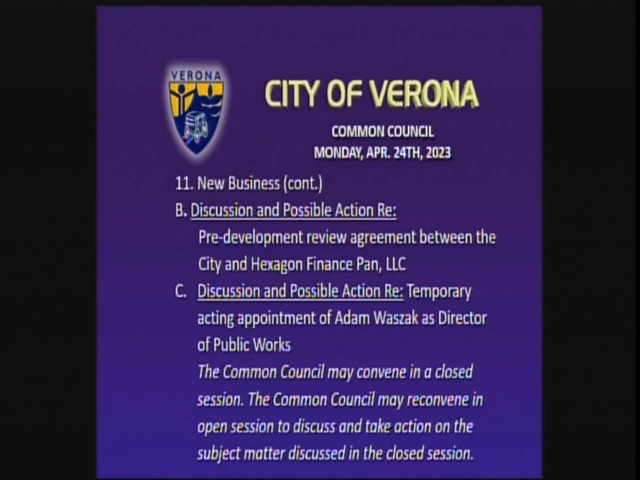 VERONA
CITY OF VERONA
COMMON COUNCIL
MONDAY, APR. 24TH, 2023
11. New Business (cont.)
B. Discussion and Possible Action Re:
Pre-development review agreement between the
City and Hexagon Finance Pan, LLC
C. Discussion and Possible Action Re: Temporary
acting appointment of Adam Waszak as Director
of Public Works
The Common Council may convene in a closed
session. The Common Council may reconvene in
open session to discuss and take action on the
subject matter discussed in the closed session.